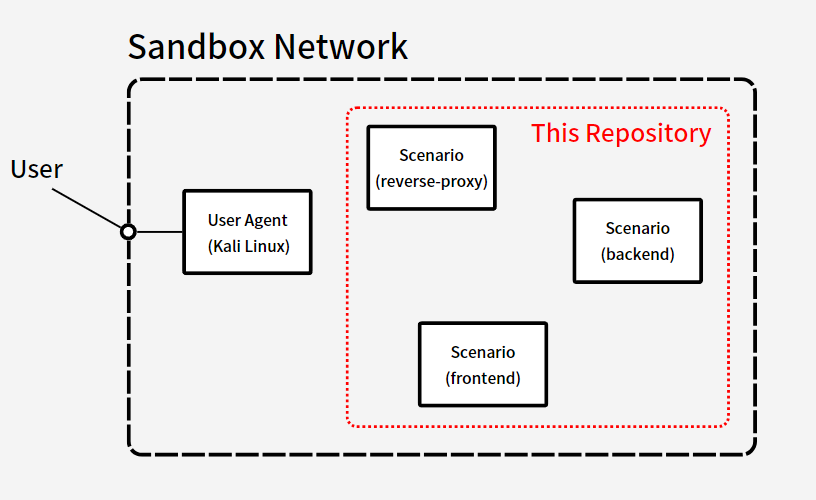 Sandbox Network
This Repository
Scenario
(reverse-proxy)
User
User Agent
(Kali Linux)
Scenario
(backend)
Scenario
(frontend)